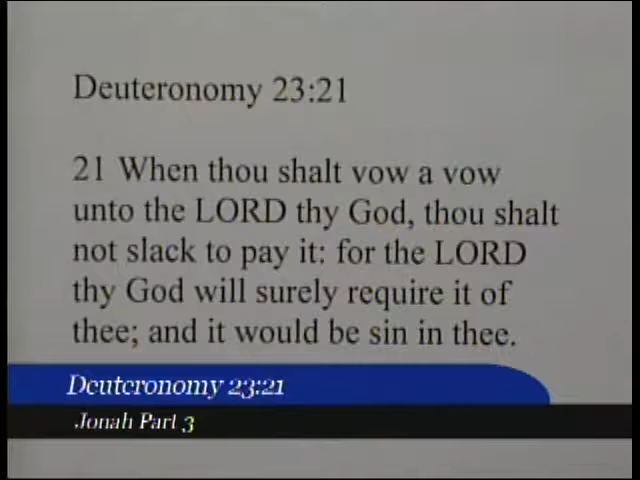 Deuteronomy 23:21
21 When thou shalt vow a vow
unto the LORD thy God, thou shalt
not slack to pay it: for the LORD
thy God will surely require it of
thee; and it would be sin in thee.
Deuteronomy 23:21
Jonah Part 3